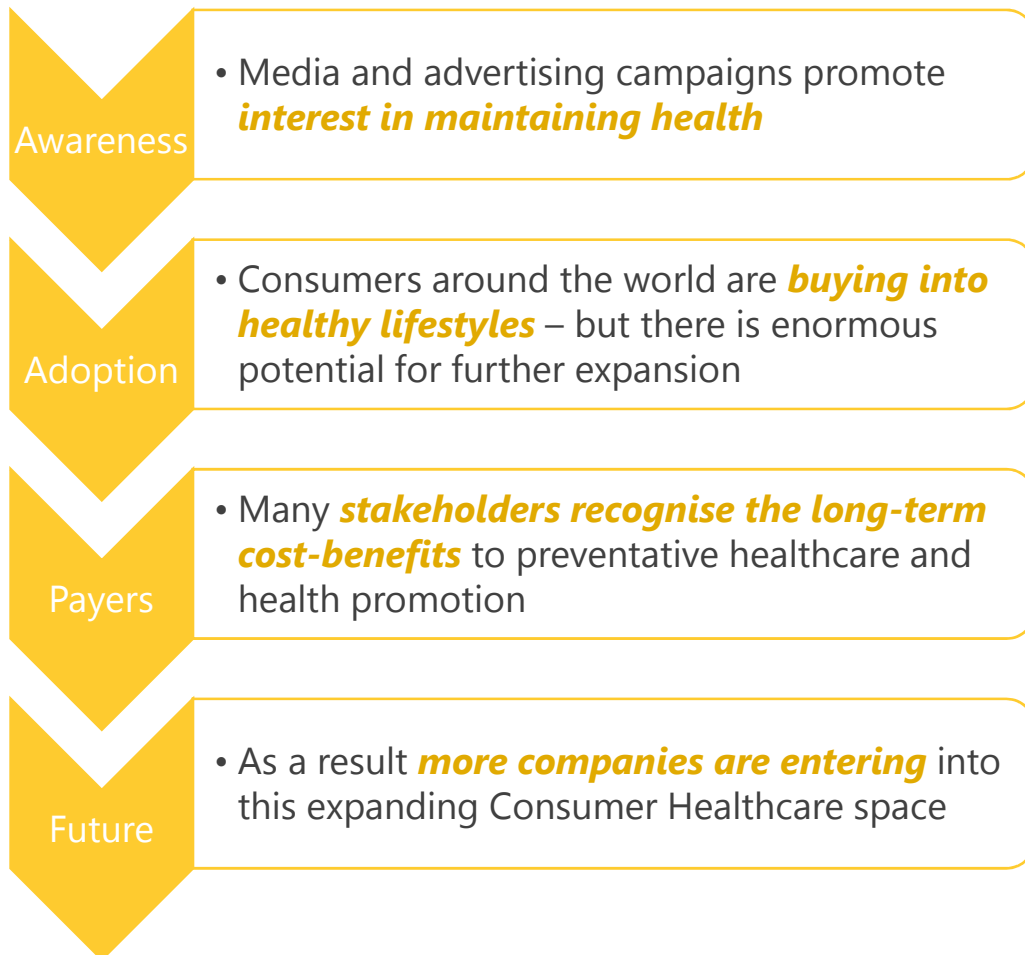 Awareness
• Media and advertising campaigns promote
interest in maintaining health
Adoption
• Consumers around the world are buying into
healthy lifestyles – but there is enormous
potential for further expansion
Payers
• Many stakeholders recognise the long-term
cost-benefits to preventative healthcare and
health promotion
Future
• As a result more companies are entering into
this expanding Consumer Healthcare space